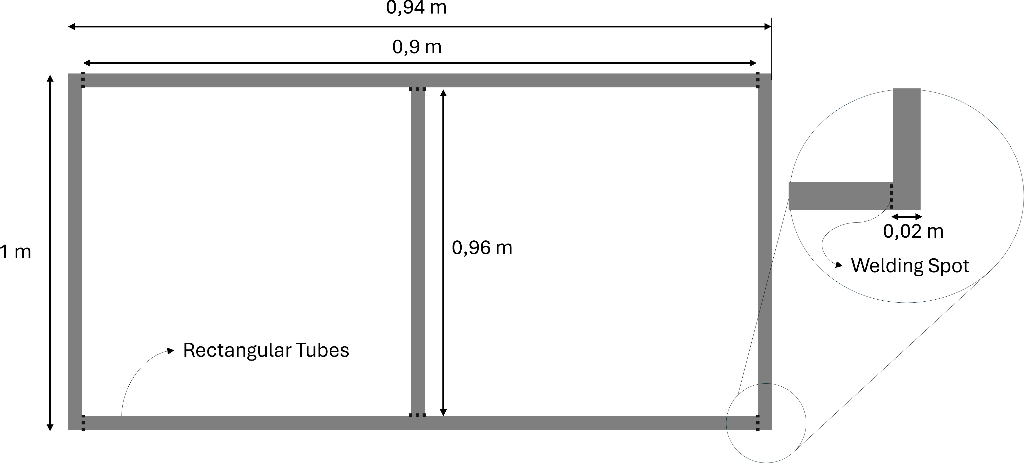 0,94 m
0,9 m
1 m
0,96 m
0,02 m
Welding Spot
Rectangular Tubes